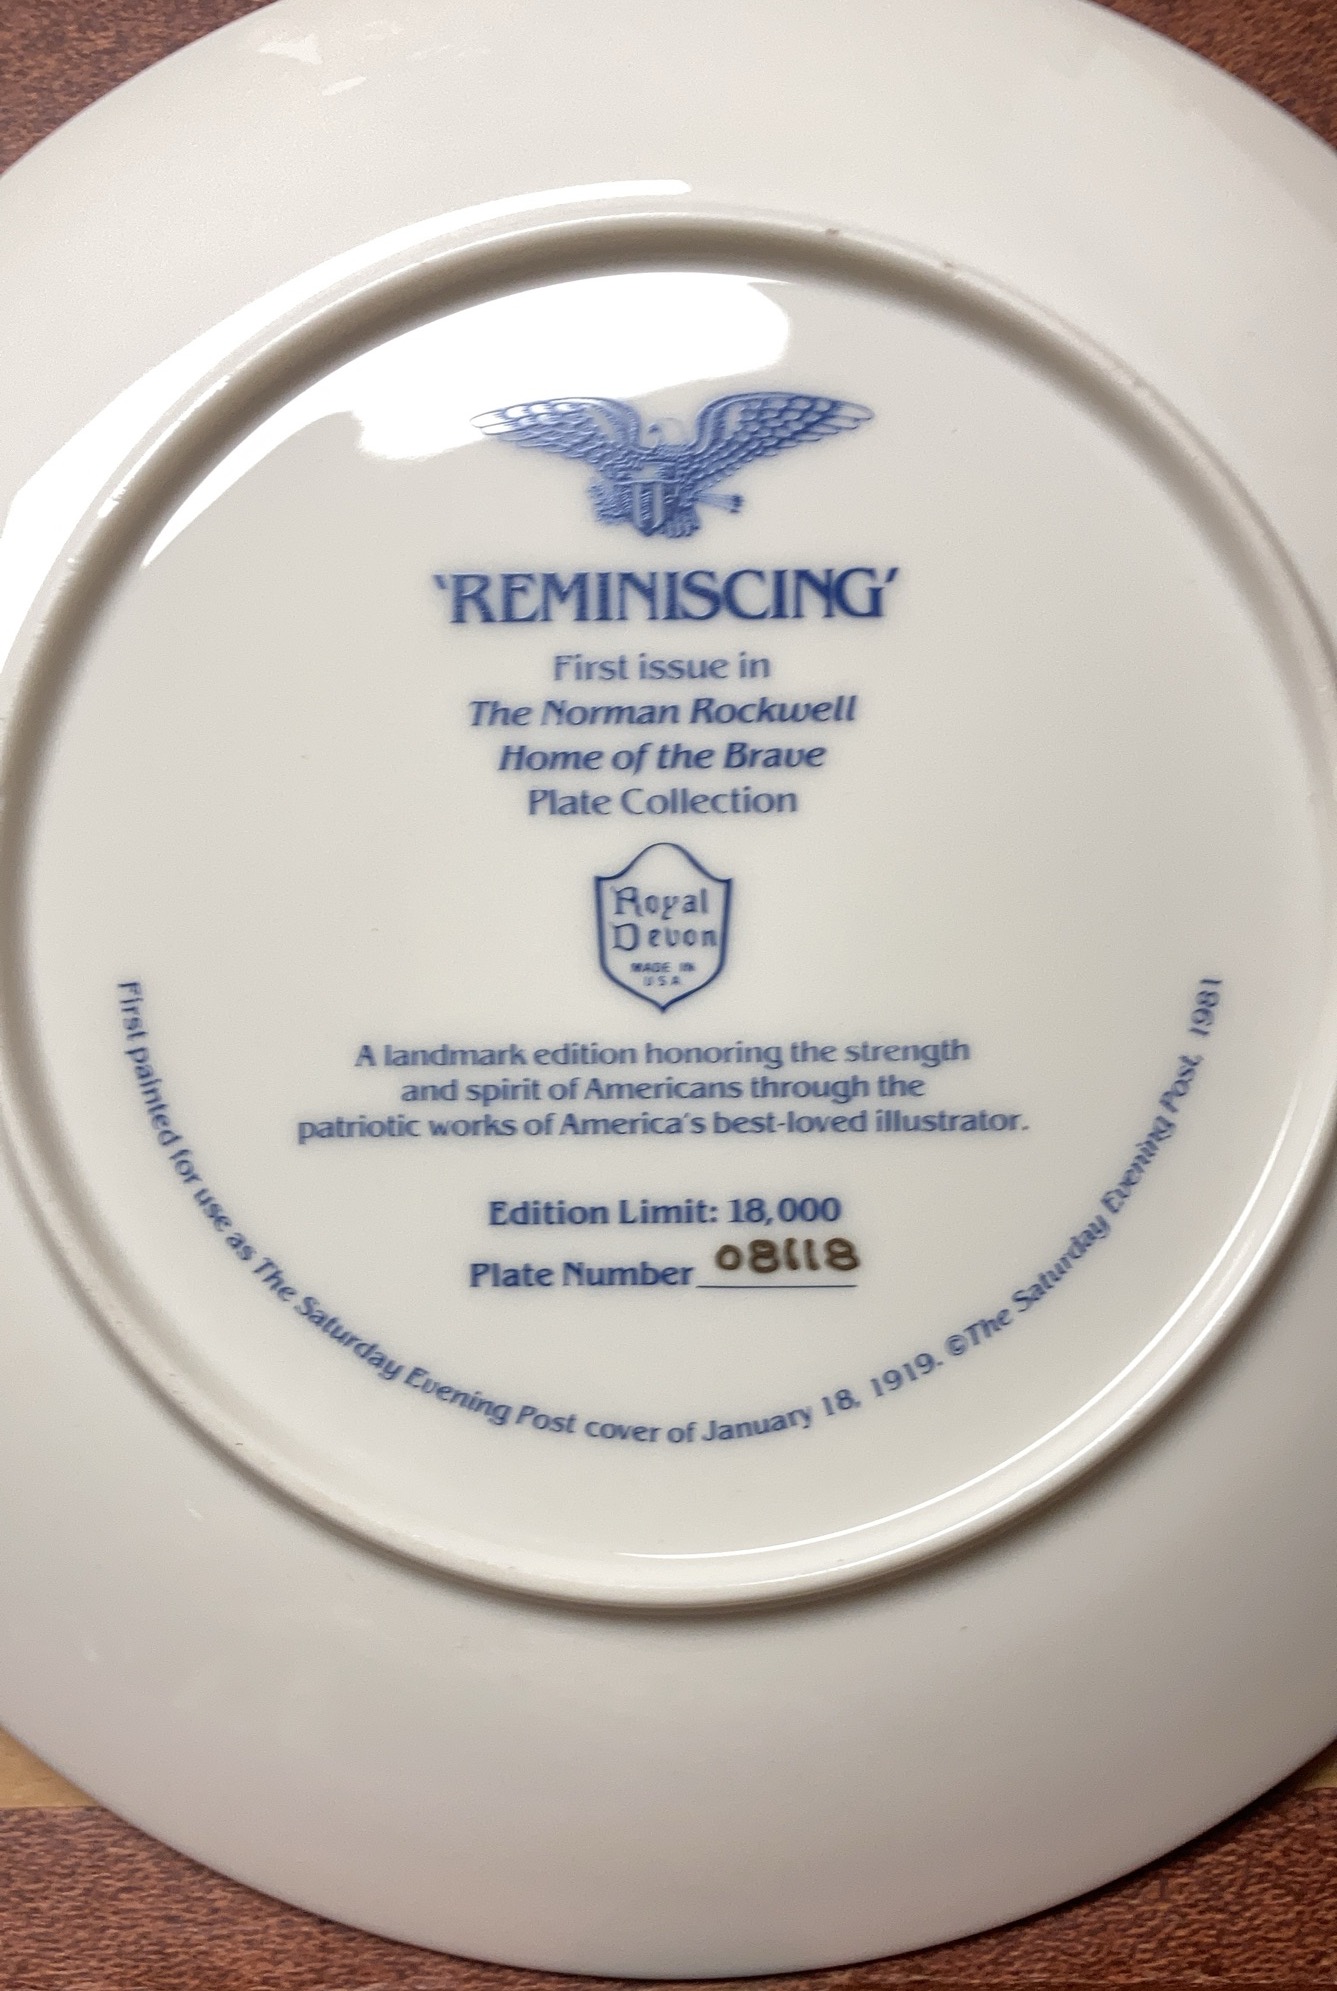 'REMINISCING'
First issue in
The Norman Rockwell
Home of the Brave
Plate Collection
Royal
Devon
MADE IN
USA
A landmark edition honoring the strength
and spirit of Americans through the
patriotic works of America's best-loved illustrator.
Edition Limit: 18,000
Plate Number 08118
First painted for use as The Saturday Evening Post cover of January 18, 1919. ©The Saturday Evening Post, 1981